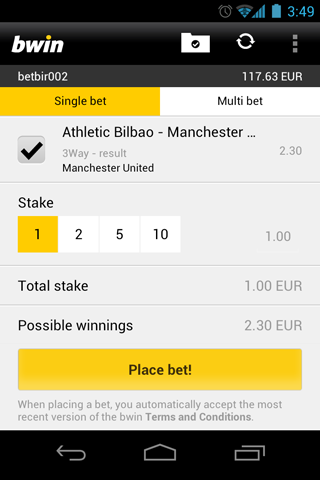 3:49
bwin
betbir002 117.63 EUR
Single bet Multi bet
Athletic Bilbao - Manchester ...
3Way - result 2.30
Manchester United
Stake
1 2 5 10 1.00
Total stake 1.00 EUR
Possible winnings 2.30 EUR
Place bet!
When placing a bet, you automatically accept the most
recent version of the bwin Terms and Conditions.